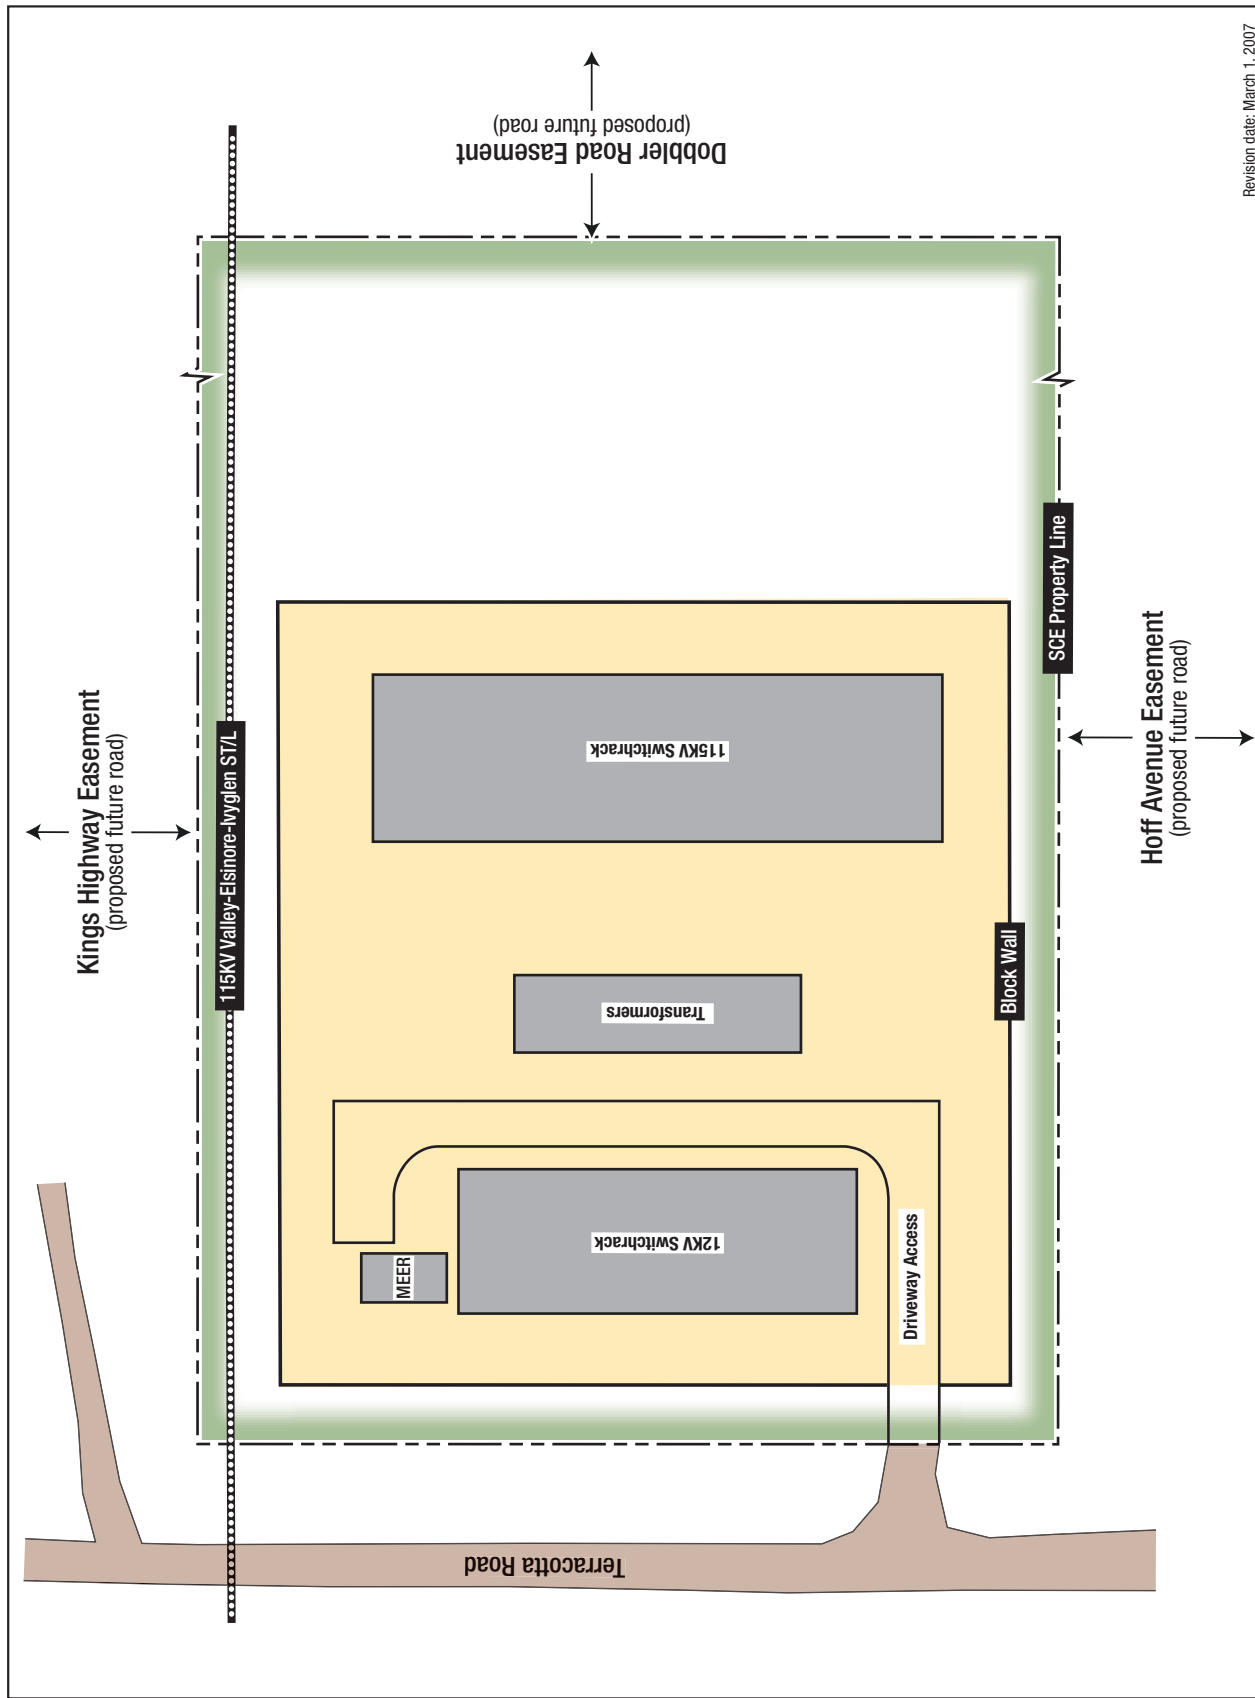 Kings Highway Easement
(proposed future road)
115KV Valley-Elsinore-Ivyglen ST/L
Dobbler Road Easement
(proposed future road)
115KV Switchrack
Transformers
12KV Switchrack
MEER
Driveway Access
Block Wall
SCE Property Line
Hoff Avenue Easement
(proposed future road)
Terracotta Road
Revision date: March 1, 2007